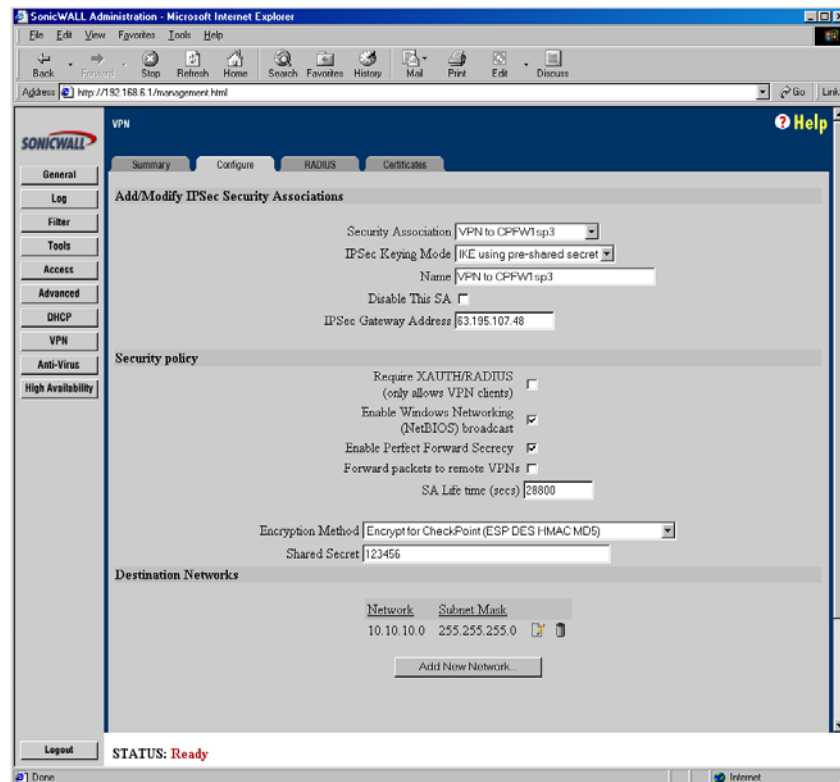 SonicWALL Administration - Microsoft Internet Explorer
File Edit View Favorites Tools Help
Back Forward Stop Refresh Home Search Favorites History Mail Print Edit Discuss
Address http://192.168.6.1/management.html Go Link
SONICWALL
VPN
Help
Summary Configure RADIUS Certificates
General
Log
Filter
Tools
Access
Advanced
DHCP
VPN
Anti-Virus
High Availability
Add/Modify IPSec Security Associations
Security Association VPN to CPFW1sp3
IPSec Keying Mode IKE using pre-shared secret
Name VPN to CPFW1sp3
Disable This SA
IPSec Gateway Address 63.195.107.48
Security policy
Require XAUTH/RADIUS
(only allows VPN clients)
Enable Windows Networking
(NetBIOS) broadcast
Enable Perfect Forward Secrecy
Forward packets to remote VPNs
SA Life time (secs) 28800
Encryption Method Encrypt for CheckPoint (ESP DES HMAC MD5)
Shared Secret 123456
Destination Networks
Network Subnet Mask
10.10.10.0 255.255.255.0
Add New Network...
Logout
STATUS: Ready
Done Internet